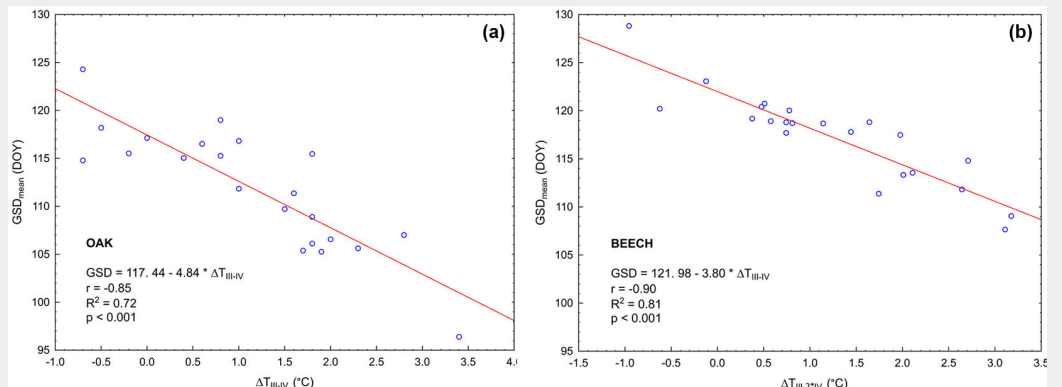 (a)
130
125
120
115
110
105
100
95
GSDmean (DOY)
OAK
GSD = 117. 44 - 4.84 * ΔTIII-IV
r = -0.85
R2 = 0.72
p < 0.001
-1.0 -0.5 0.0 0.5 1.0 1.5 2.0 2.5 3.0 3.5 4.0
ΔTIII-IV (°C)
(b)
130
125
120
115
110
105
100
95
GSDmean (DOY)
BEECH
GSD = 121.98 - 3.80 * ΔTIII-IV
r = -0.90
R2 = 0.81
p < 0.001
-1.5 -1.0 -0.5 0.0 0.5 1.0 1.5 2.0 2.5 3.0 3.5
ΔTIII-2*IV (°C)